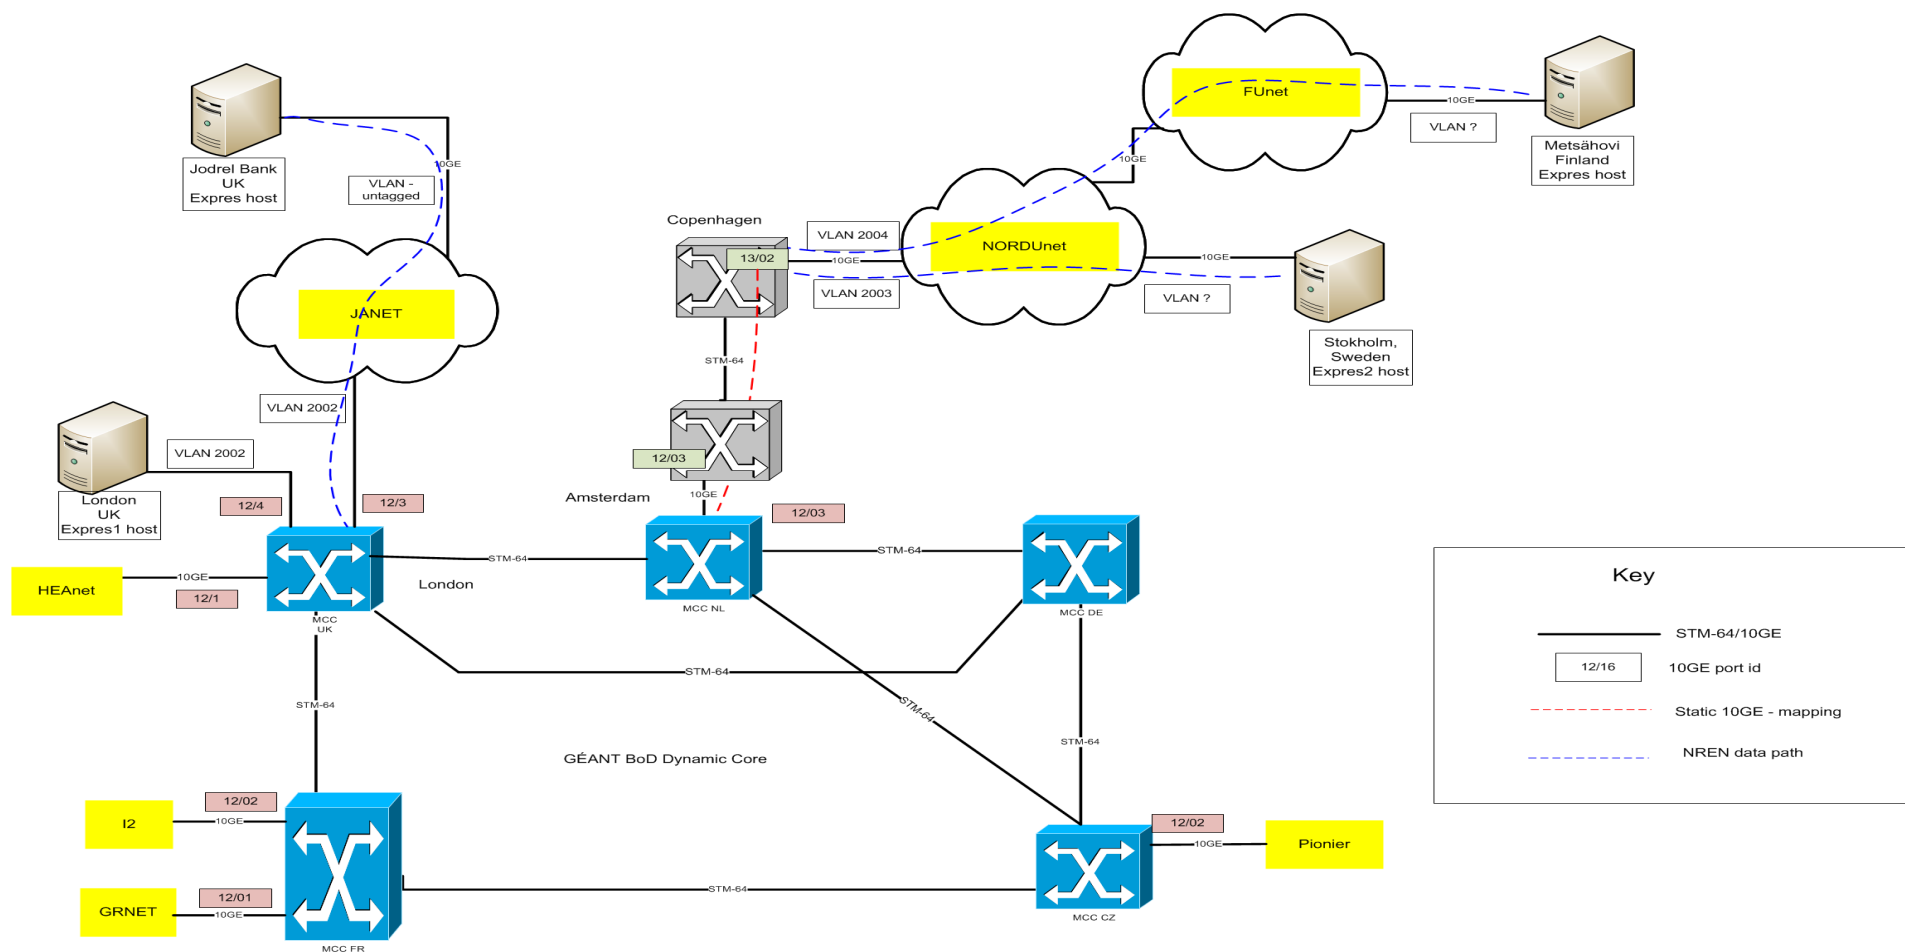 FUnet
10GE
VLAN ?
Metsähovi
Finland
Expres host
Jodrel Bank
UK
Expres host
10GE
VLAN -
untagged
10GE
Copenhagen
VLAN 2004
NORDUnet
13/02
10GE
10GE
VLAN 2003
VLAN ?
JANET
Stokholm,
Sweden
Expres2 host
STM-64
VLAN 2002
VLAN 2002
12/03
London
UK
Expres1 host
12/4
12/3
Amsterdam
10GE
12/03
STM-64
STM-64
HEAnet
10GE
12/1
London
MCC
UK
MCC NL
MCC DE
Key
STM-64/10GE
12/16
10GE port id
Static 10GE - mapping
NREN data path
STM-64
STM-64
STM-64
STM-64
GÉANT BoD Dynamic Core
12/02
I2
10GE
12/02
10GE
Pionier
12/01
GRNET
10GE
STM-64
MCC CZ
MCC FR